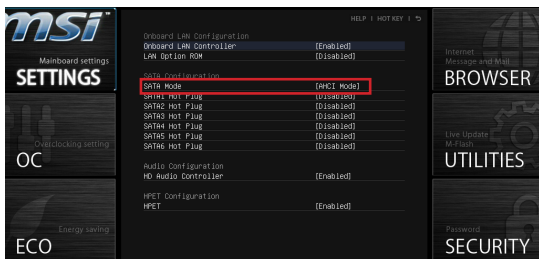 msi
HELP | HOT KEY |
Mainboard settings
SETTINGS
Overclocking setting
OC
Energy saving
ECO
Onboard LAN Configuration
Onboard LAN Controller [Enabled]
LAN Option ROM [Disabled]
SATA Configuration
SATA Mode [AHCI Mode]
SATA1 Hot Plug [Disabled]
SATA2 Hot Plug [Disabled]
SATA3 Hot Plug [Disabled]
SATA4 Hot Plug [Disabled]
SATA5 Hot Plug [Disabled]
SATA6 Hot Plug [Disabled]
Audio Configuration
HD Audio Controller [Enabled]
HPET Configuration
HPET [Enabled]
Internet
Message and Mail
BROWSER
Live Update
M-Flash
UTILITIES
Password
SECURITY